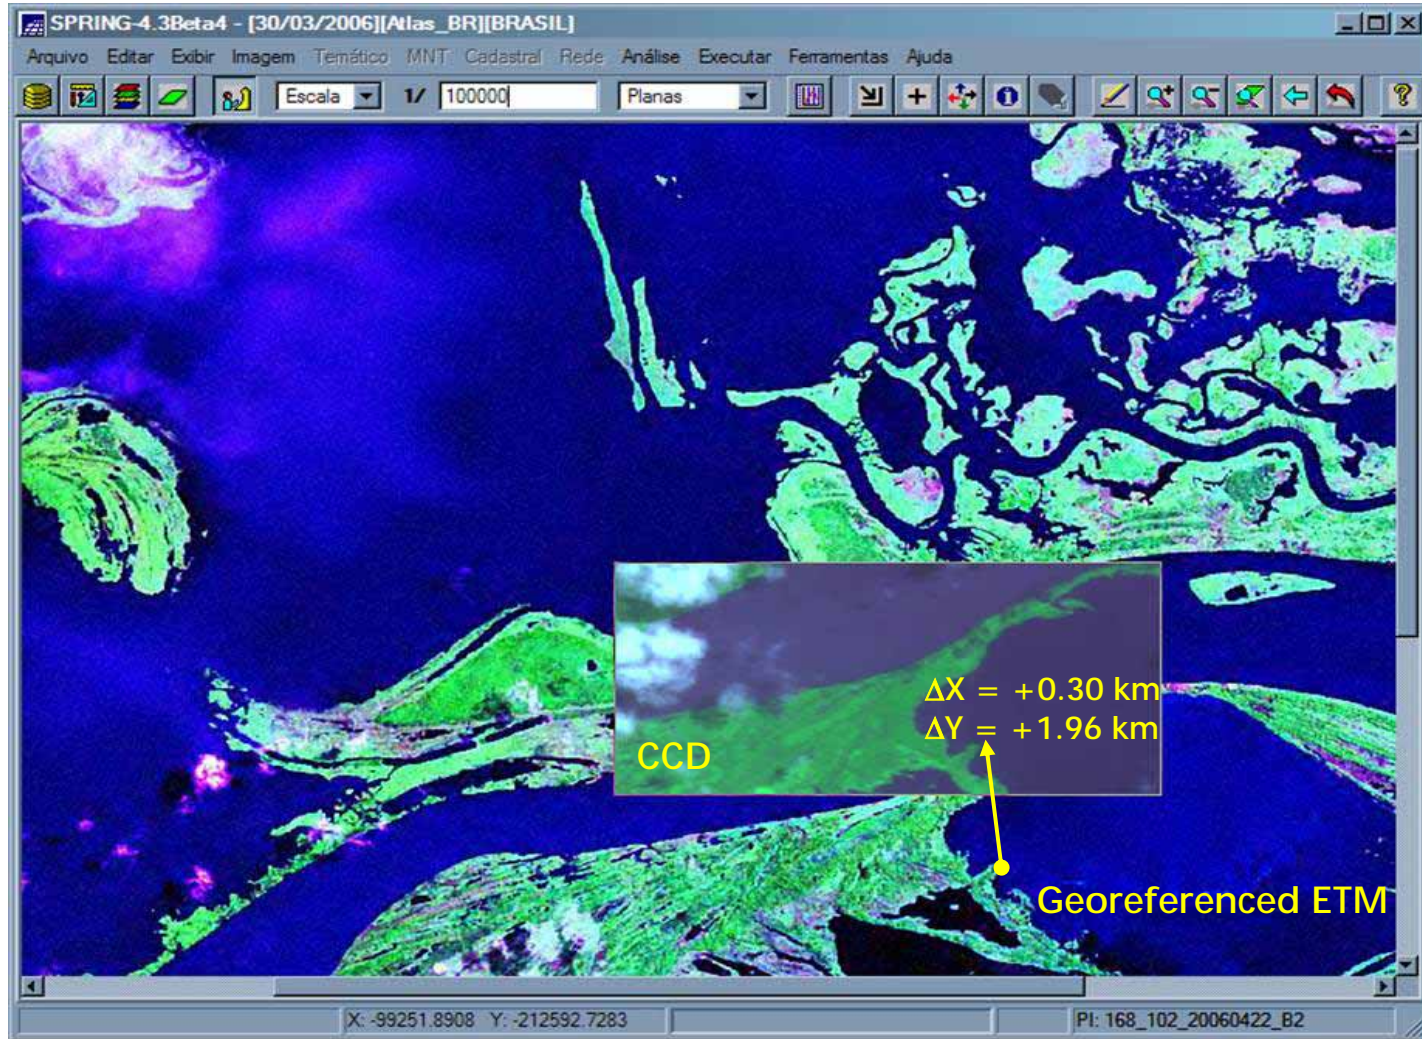 SPRING-4.3Beta4 - [30/03/2006][Atlas_BR][BRASIL]
Arquivo Editar Exibir Imagem Temático MNT Cadastral Rede Análise Executar Ferramentas Ajuda
Escala 1/ 100000 Planas
ΔX = +0.30 km
ΔY = +1.96 km
CCD
Georeferenced ETM
X: -99251.8908 Y: -212592.7283
PI: 168_102_20060422_B2